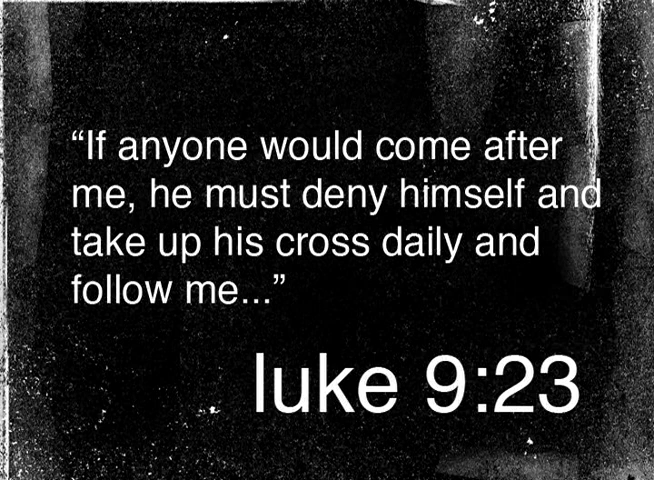 “If anyone would come after
me, he must deny himself and
take up his cross daily and
follow me...”
luke 9:23